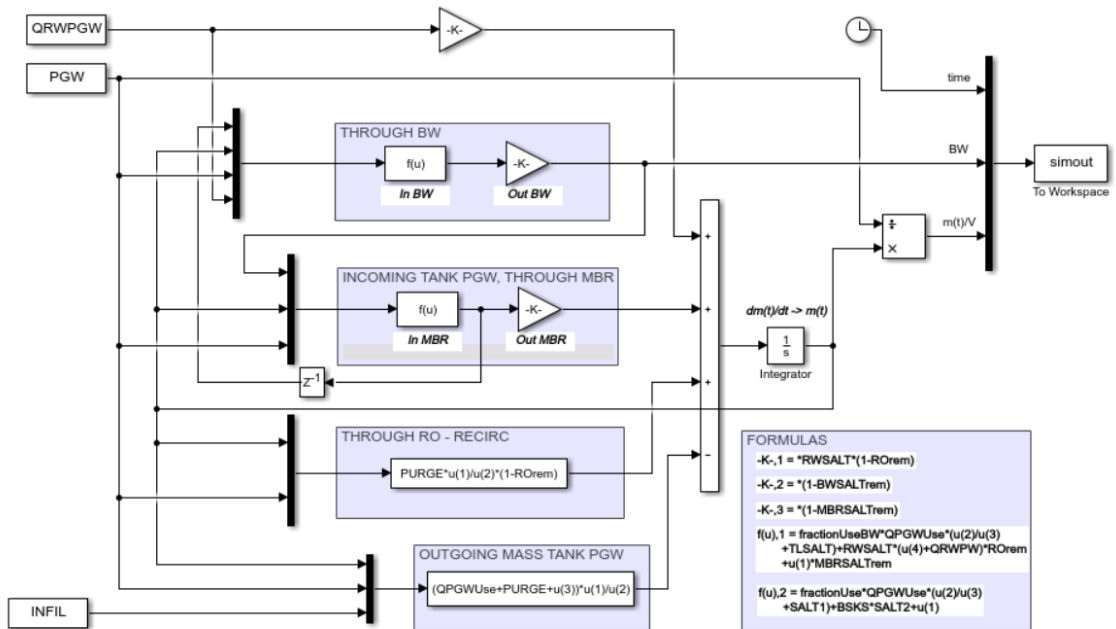 QRWPGW
-K-
PGW
time
THROUGH BW
f(u)
-K-
In BW
Out BW
BW
simout
To Workspace
m(t)/V
÷
×
INCOMING TANK PGW, THROUGH MBR
f(u)
-K-
In MBR
Out MBR
Z-1
+
+
+
−
dm(t)/dt -> m(t)
1
s
Integrator
THROUGH RO - RECIRC
PURGE*u(1)/u(2)*(1-ROrem)
OUTGOING MASS TANK PGW
(QPGWUse+PURGE+u(3))*u(1)/u(2)
INFIL
FORMULAS
-K-,1 = *RWSALT*(1-ROrem)
-K-,2 = *(1-BWSALTrem)
-K-,3 = *(1-MBRSALTrem)
f(u),1 = fractionUseBW*QPGWUse*(u(2)/u(3)
+TLSALT)+RWSALT*(u(4)+QRWPW)*ROrem
+u(1)*MBRSALTrem
f(u),2 = fractionUse*QPGWUse*(u(2)/u(3)
+SALT1)+BSKS*SALT2+u(1)